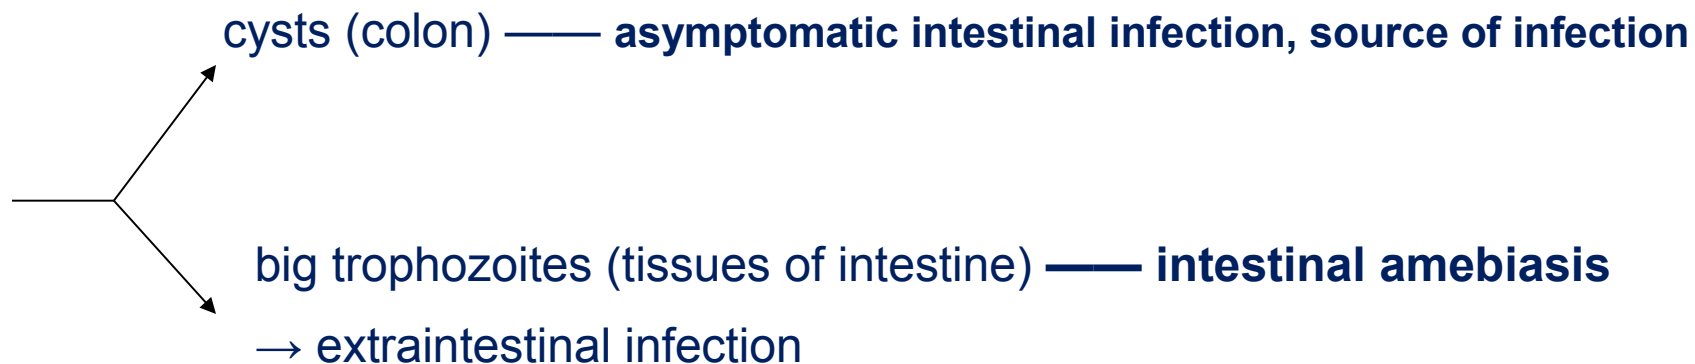 cysts (colon) —— asymptomatic intestinal infection, source of infection
big trophozoites (tissues of intestine) —— intestinal amebiasis
→ extraintestinal infection